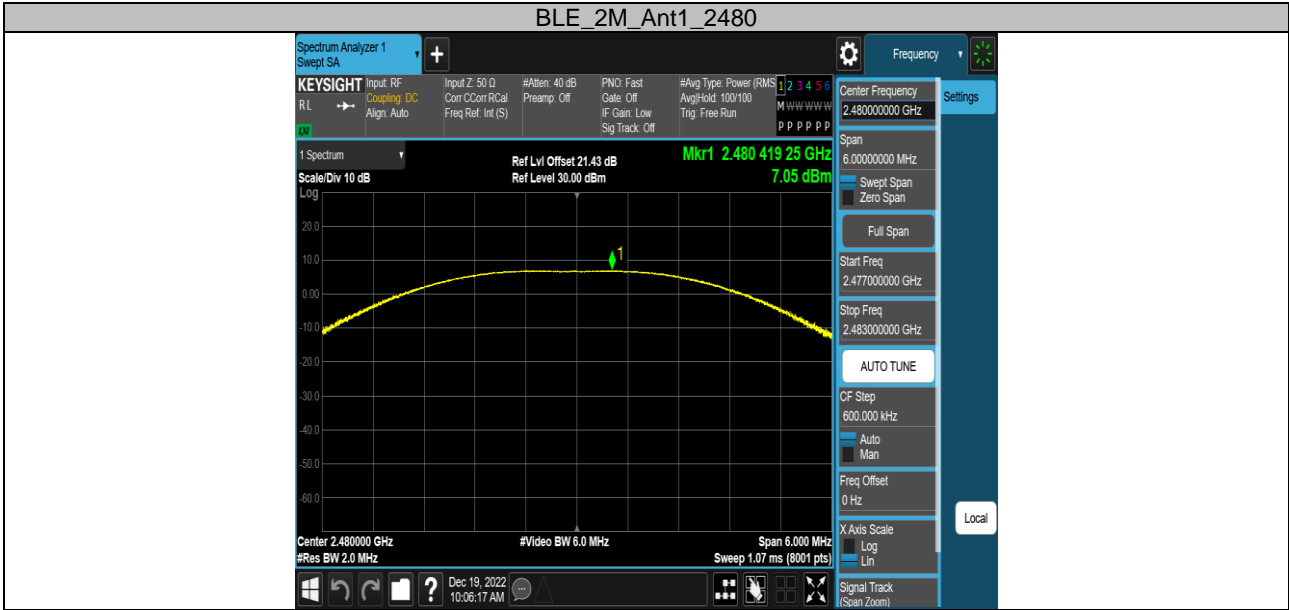 BLE_2M_Ant1_2480
Spectrum Analyzer 1
Swept SA
+
Frequency
KEYSIGHT
RL
LXI
Input: RF
Coupling: DC
Align: Auto
Input Z: 50 Ω
Corr CCorr RCal
Freq Ref: Int (S)
#Atten: 40 dB
Preamp: Off
PNO: Fast
Gate: Off
IF Gain: Low
Sig Track: Off
#Avg Type: Power (RMS
Avg|Hold: 100/100
Trig: Free Run
1 2 3 4 5 6
M W W W W W
P P P P P P
1 Spectrum
Scale/Div 10 dB
Log
Ref Lvl Offset 21.43 dB
Ref Level 30.00 dBm
Mkr1 2.480 419 25 GHz
7.05 dBm
20.0
10.0
0.00
-10.0
-20.0
-30.0
-40.0
-50.0
-60.0
1
Center 2.480000 GHz
#Res BW 2.0 MHz
#Video BW 6.0 MHz
Span 6.000 MHz
Sweep 1.07 ms (8001 pts)
?
Dec 19, 2022
10:06:17 AM
Center Frequency
2.480000000 GHz
Span
6.00000000 MHz
Swept Span
Zero Span
Full Span
Start Freq
2.477000000 GHz
Stop Freq
2.483000000 GHz
AUTO TUNE
CF Step
600.000 kHz
Auto
Man
Freq Offset
0 Hz
X Axis Scale
Log
Lin
Signal Track
(Span Zoom)
Settings
Local